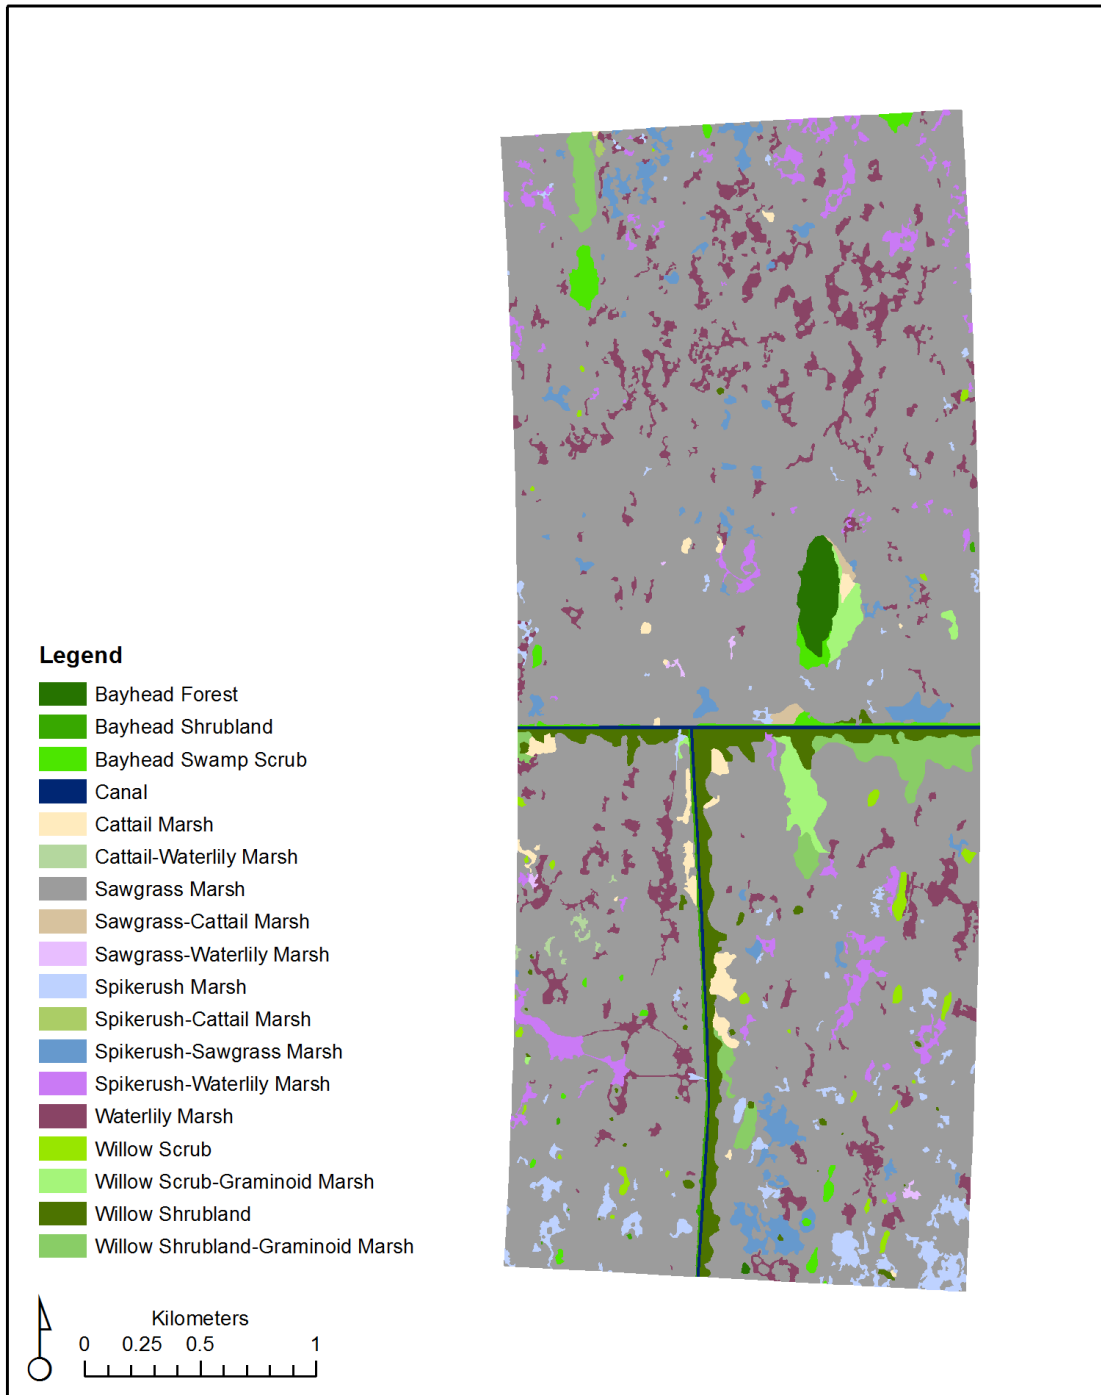 Legend
Bayhead Forest
Bayhead Shrubland
Bayhead Swamp Scrub
Canal
Cattail Marsh
Cattail-Waterlily Marsh
Sawgrass Marsh
Sawgrass-Cattail Marsh
Sawgrass-Waterlily Marsh
Spikerush Marsh
Spikerush-Cattail Marsh
Spikerush-Sawgrass Marsh
Spikerush-Waterlily Marsh
Waterlily Marsh
Willow Scrub
Willow Scrub-Graminoid Marsh
Willow Shrubland
Willow Shrubland-Graminoid Marsh
Kilometers
0 0.25 0.5 1